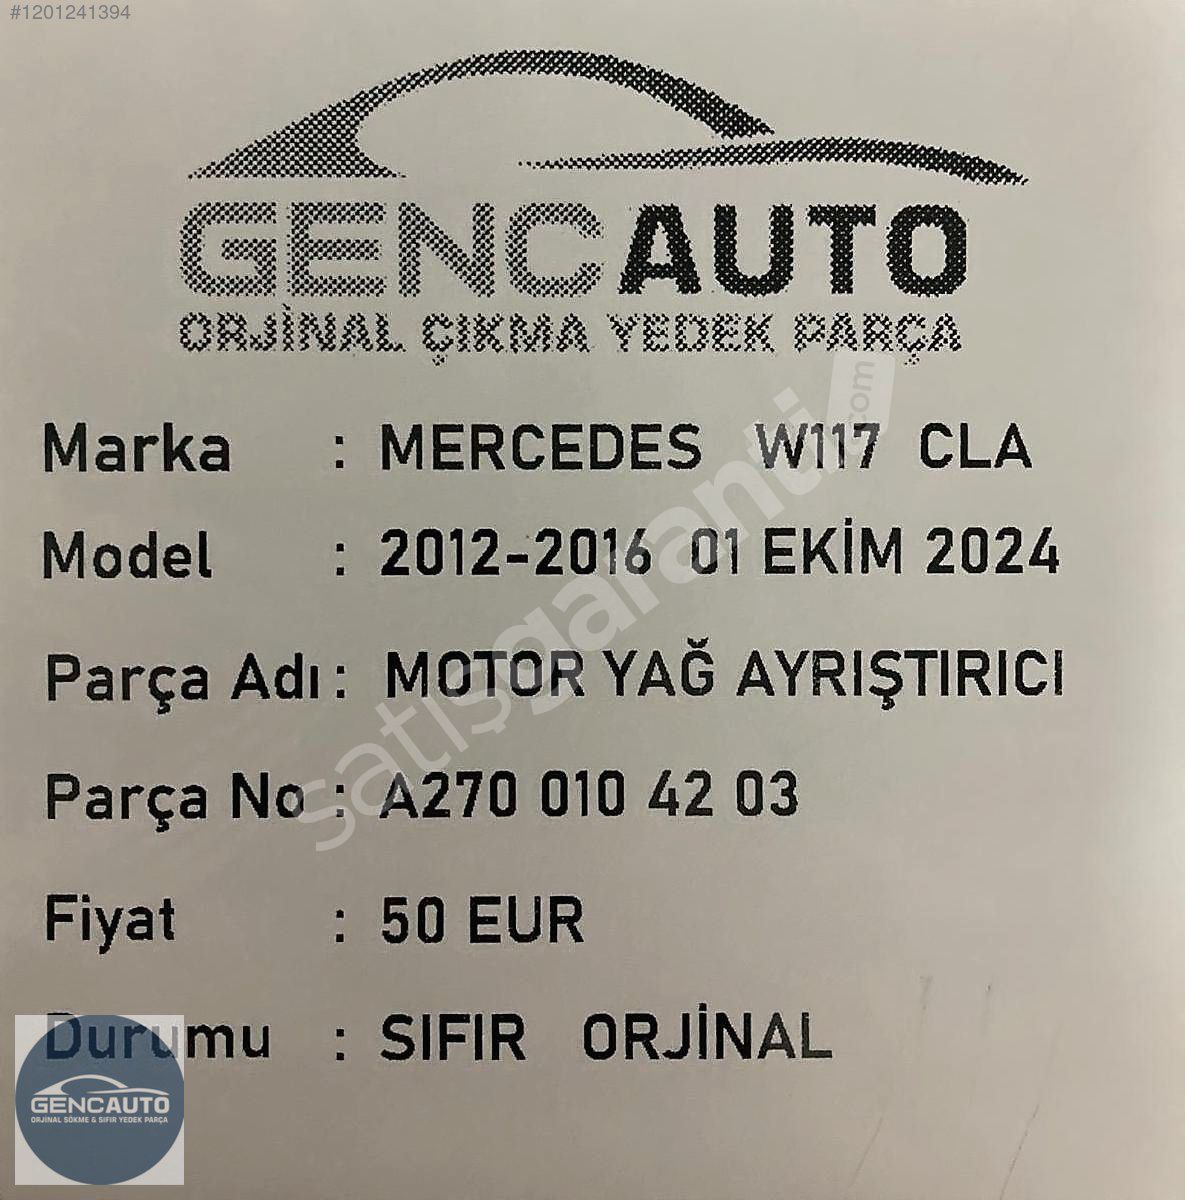 #1201241394
GENCAUTO
ORJİNAL ÇIKMA YEDEK PARÇA
Marka : MERCEDES W117 CLA
Model : 2012-2016 01 EKİM 2024
Parça Adı : MOTOR YAĞ AYRIŞTIRICI
Parça No : A270 010 42 03
Fiyat : 50 EUR
Durumu : SIFIR ORJİNAL
satışgaranti.com
GENCAUTO
ORJINAL SÖKME & SIFIR YEDEK PARÇA